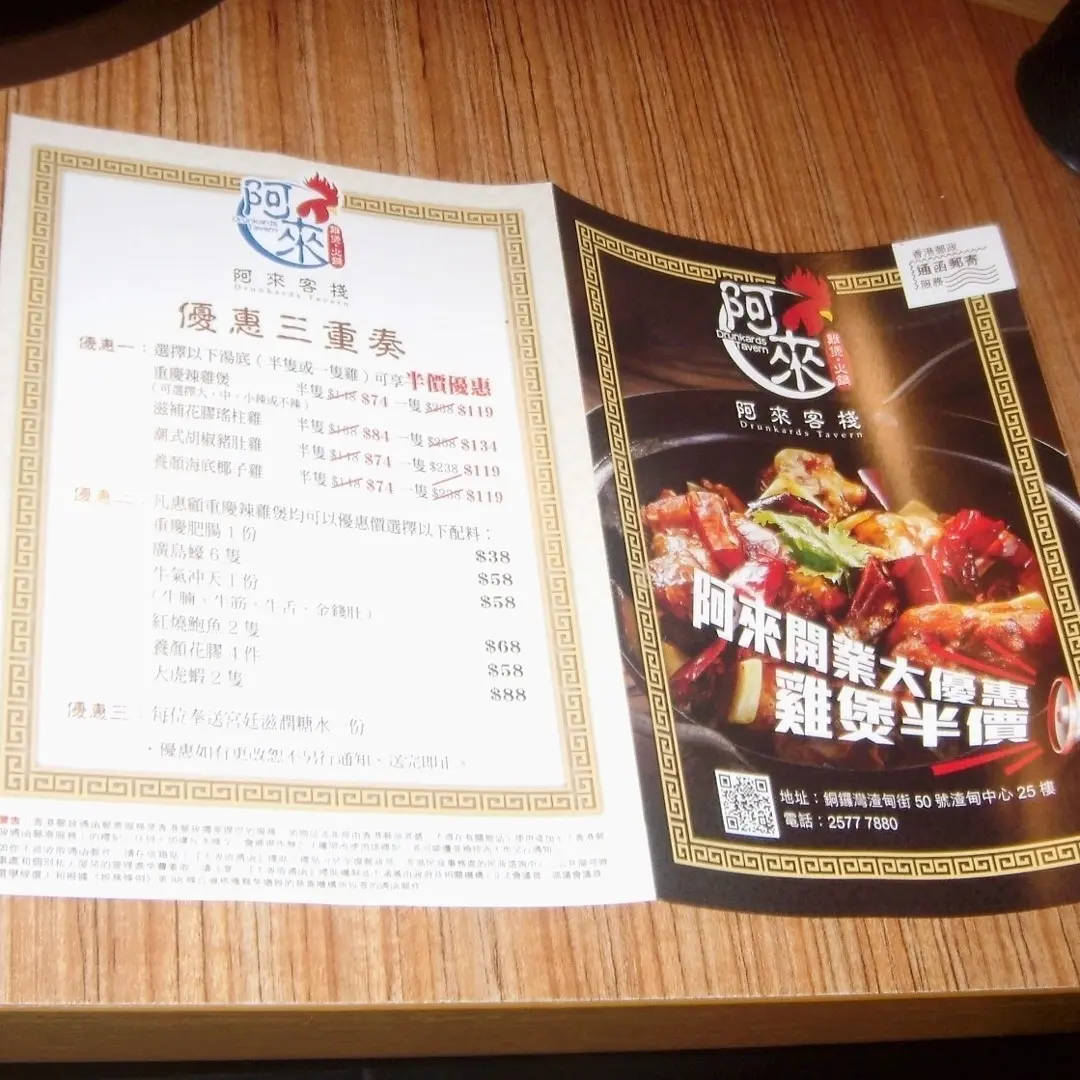 阿來
Drunkards
Tavern
雞煲・火鍋
阿來客棧
Drunkards Tavern
優惠三重奏
優惠一：選擇以下湯底（半隻或一隻雞）可享半價優惠
重慶辣雞煲 半隻 $148 $74 一隻 $238 $119
（可選擇大、中、小辣或不辣）
滋補花膠瑤柱雞 半隻 $168 $84 一隻 $268 $134
潮式胡椒豬肚雞 半隻 $148 $74 一隻 $238 $119
養顏海底椰子雞 半隻 $148 $74 一隻 $238 $119
優惠二：凡惠顧重慶辣雞煲均可以優惠價選擇以下配料：
重慶肥腸 1 份 $38
廣島蠔 6 隻 $58
牛氣沖天 1 份 $58
（牛腩、牛筋、牛舌、金錢肚）
紅燒鮑魚 2 隻 $68
養顏花膠 4 件 $58
大虎蝦 2 隻 $88
優惠三：每位奉送宮廷滋潤糖水一份
・優惠如有更改恕不另行通知，送完即止。
香港郵政
通函郵寄
服務
阿來
Drunkards
Tavern
雞煲・火鍋
阿來客棧
Drunkards Tavern
阿來開業大優惠
雞煲半價
地址：銅鑼灣渣甸街 50 號渣甸中心 25 樓
電話：2577 7880